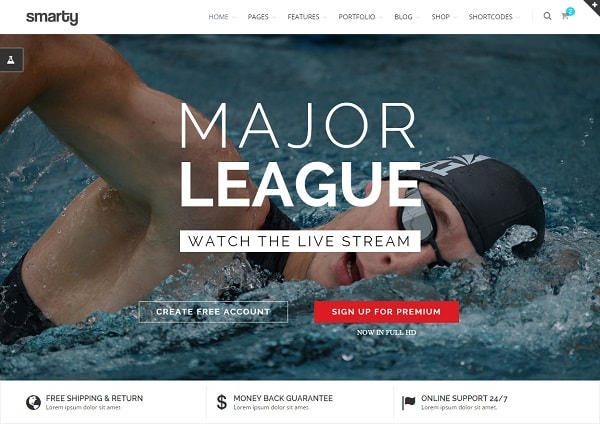 smarty
HOME PAGES FEATURES PORTFOLIO BLOG SHOP SHORTCODES
2
MAJOR
LEAGUE
WATCH THE LIVE STREAM
CREATE FREE ACCOUNT
SIGN UP FOR PREMIUM
NOW IN FULL HD
FREE SHIPPING & RETURN
Lorem ipsum dolor sit amet
$ MONEY BACK GUARANTEE
Lorem ipsum dolor sit amet
ONLINE SUPPORT 24/7
Lorem ipsum dolor sit amet